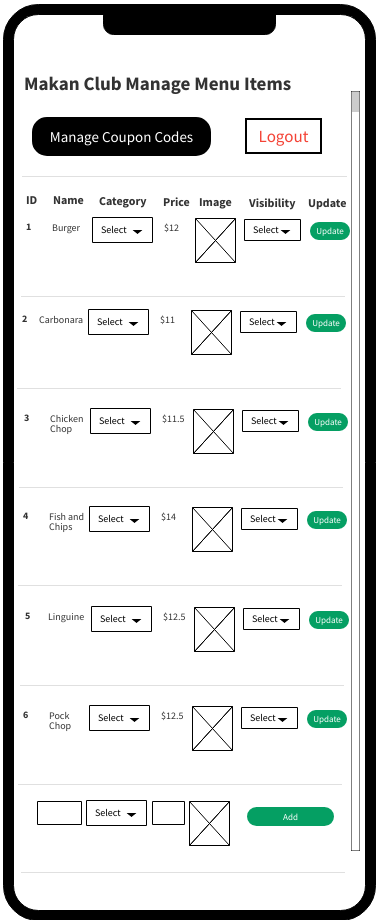 Makan Club Manage Menu Items
Manage Coupon Codes Logout
ID Name Category Price Image Visibility Update
1 Burger Select $12 Select Update
2 Carbonara Select $11 Select Update
3 Chicken Select $11.5 Select Update
Chop
4 Fish and Select $14 Select Update
Chips
5 Linguine Select $12.5 Select Update
6 Pock Select $12.5 Select Update
Chop
Select Add